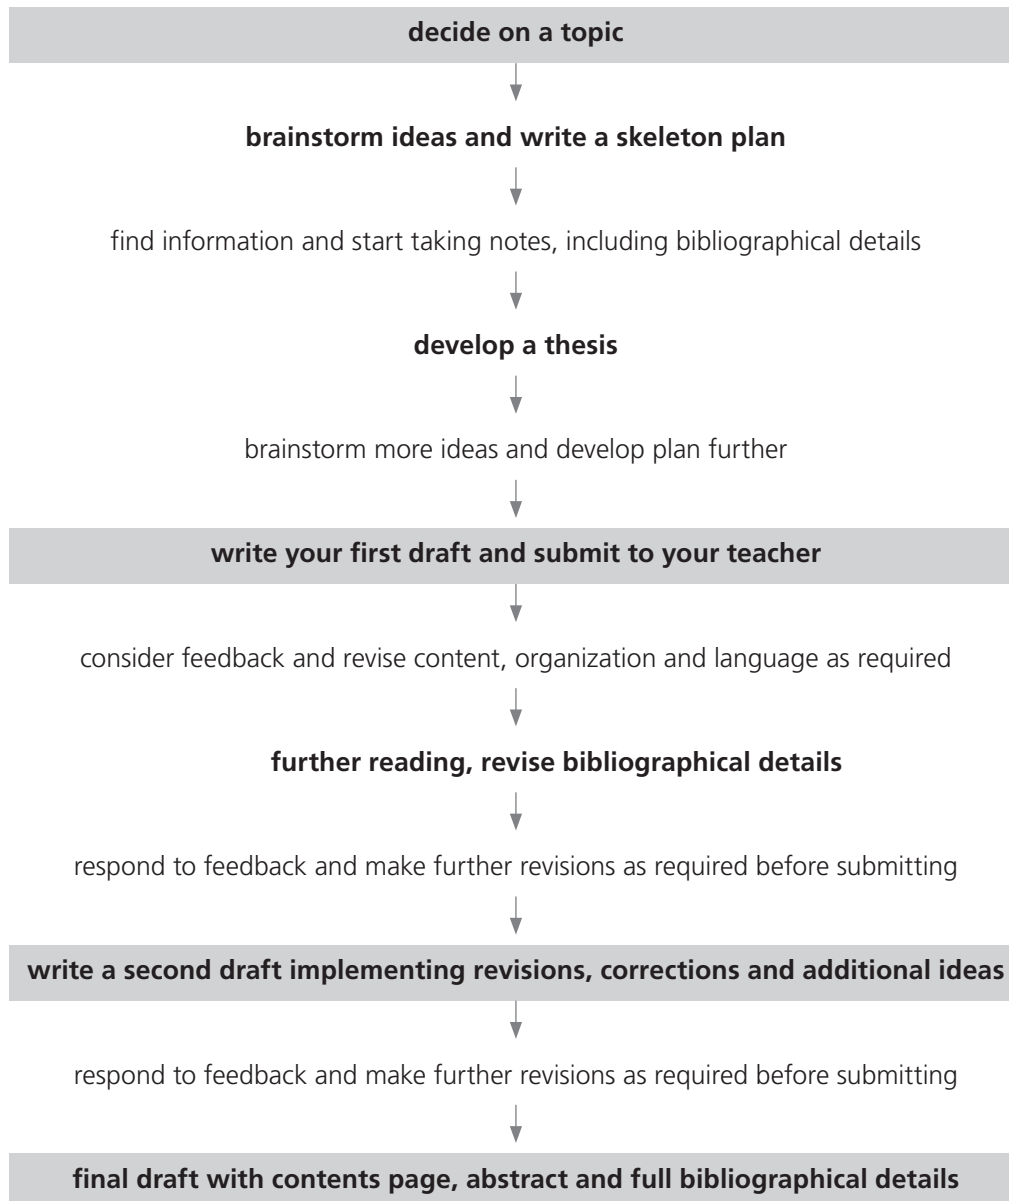 decide on a topic
brainstorm ideas and write a skeleton plan
find information and start taking notes, including bibliographical details
develop a thesis
brainstorm more ideas and develop plan further
write your first draft and submit to your teacher
consider feedback and revise content, organization and language as required
further reading, revise bibliographical details
respond to feedback and make further revisions as required before submitting
write a second draft implementing revisions, corrections and additional ideas
respond to feedback and make further revisions as required before submitting
final draft with contents page, abstract and full bibliographical details